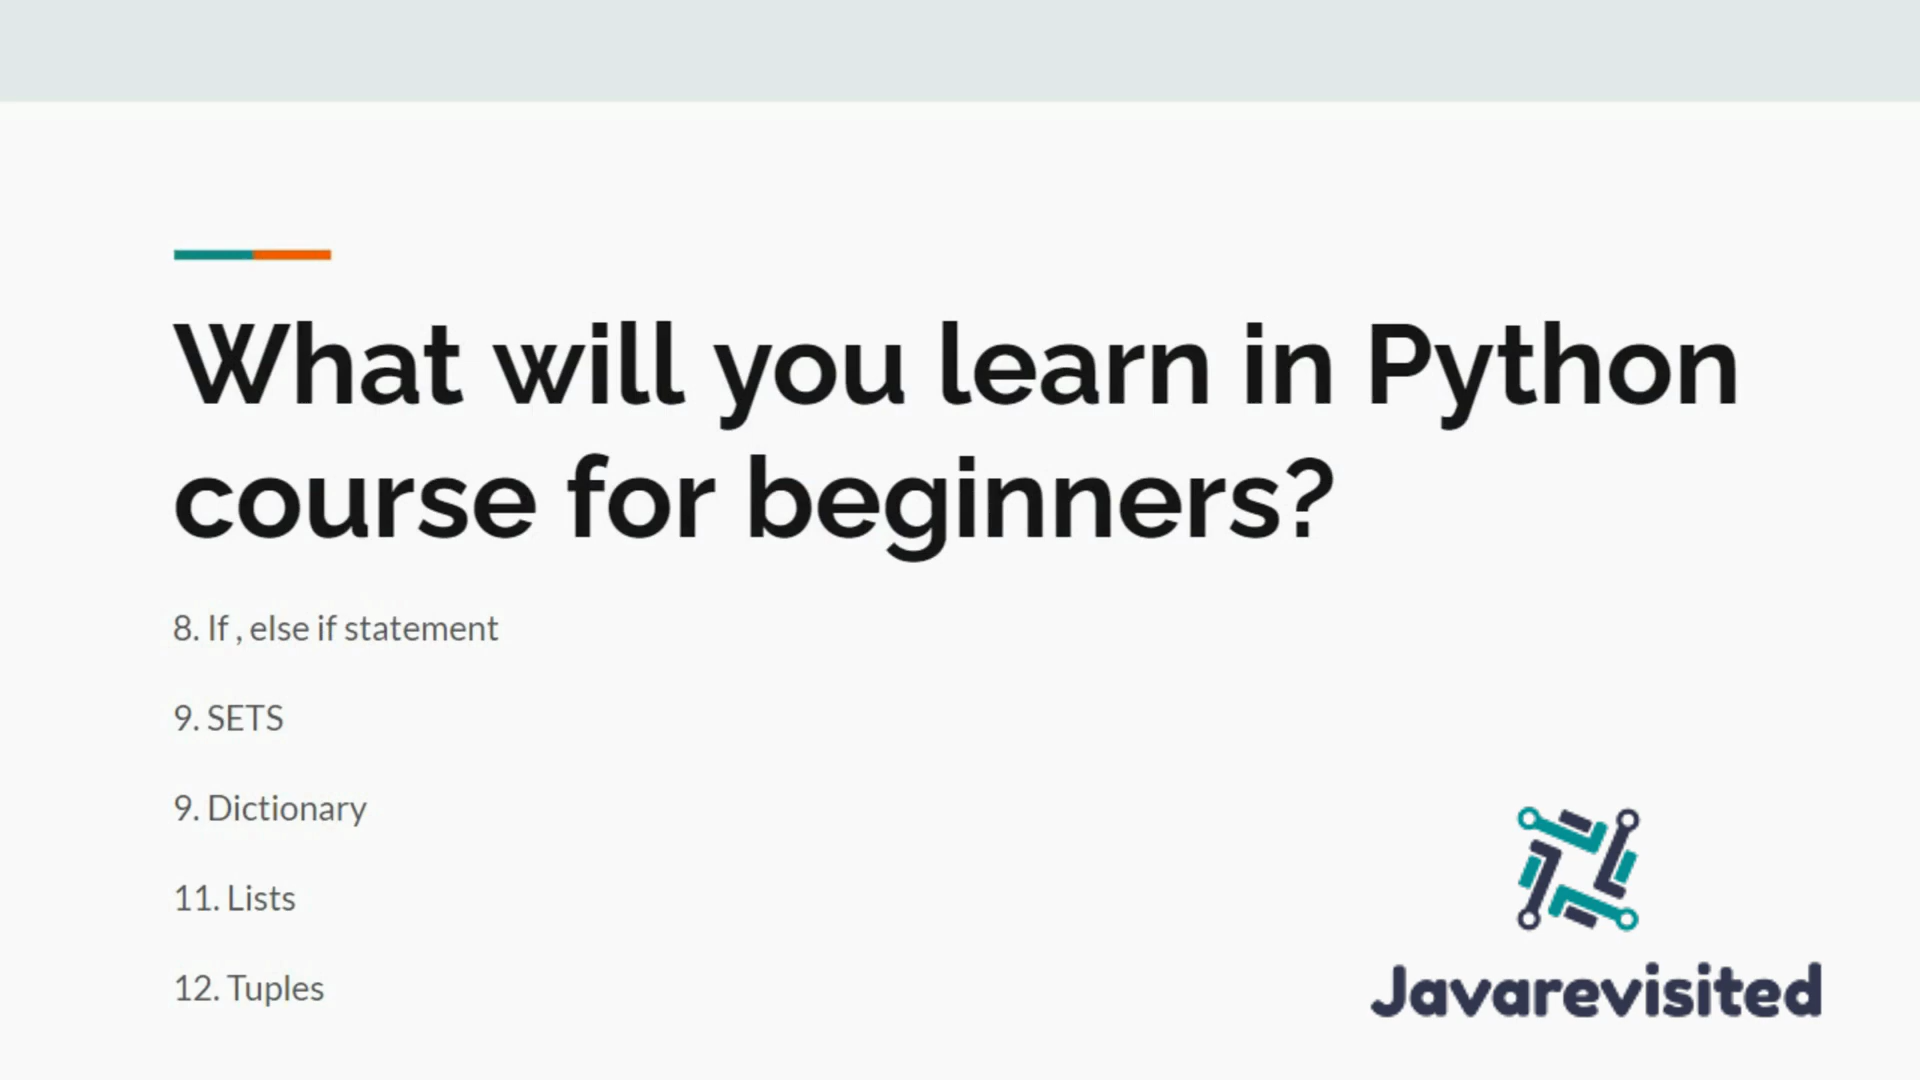 What will you learn in Python
course for beginners?
8. If , else if statement
9. SETS
9. Dictionary
11. Lists
12. Tuples
Javarevisited